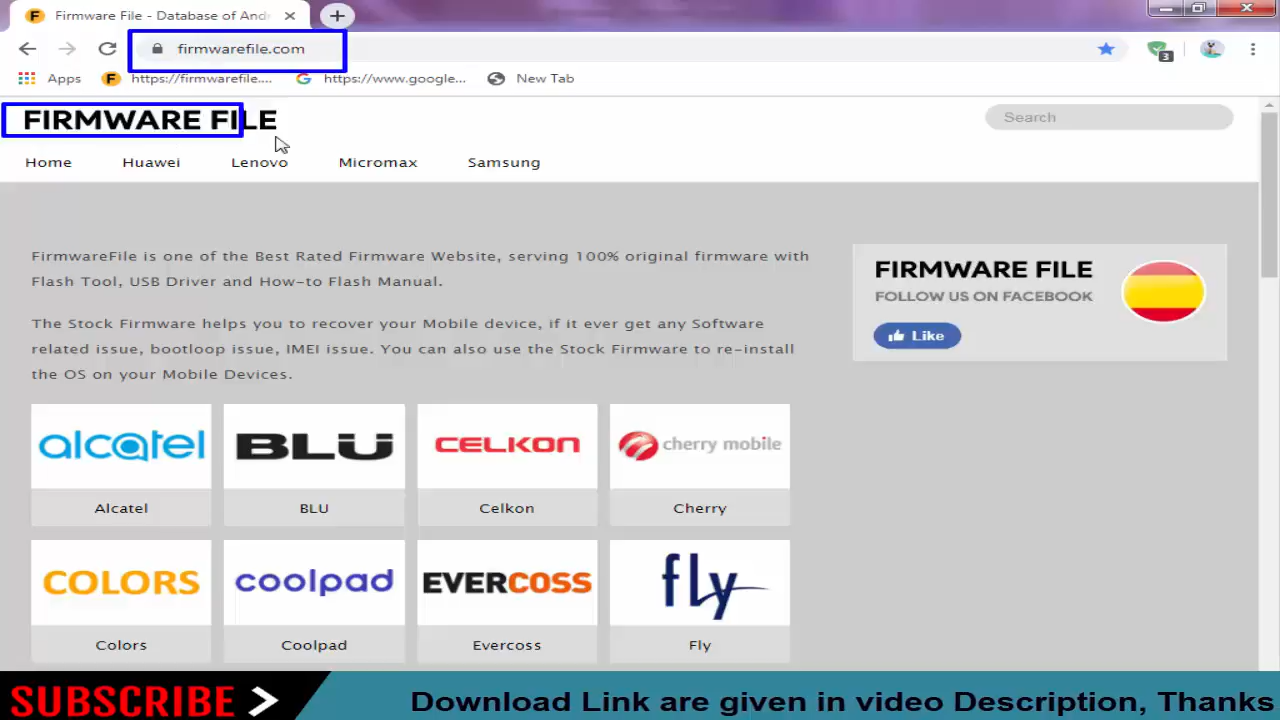 Firmware File - Database of And
firmwarefile.com
3
Apps https://firmwarefile.... https://www.google... New Tab
FIRMWARE FILE
Search
Home Huawei Lenovo Micromax Samsung
FirmwareFile is one of the Best Rated Firmware Website, serving 100% original firmware with
Flash Tool, USB Driver and How-to Flash Manual.
The Stock Firmware helps you to recover your Mobile device, if it ever get any Software
related issue, bootloop issue, IMEI issue. You can also use the Stock Firmware to re-install
the OS on your Mobile Devices.
FIRMWARE FILE
FOLLOW US ON FACEBOOK
Like
alcatel BLU CELKON cherry mobile
Alcatel BLU Celkon Cherry
COLORS coolpad EVERCOSS fly
Colors Coolpad Evercoss Fly
SUBSCRIBE Download Link are given in video Description, Thanks